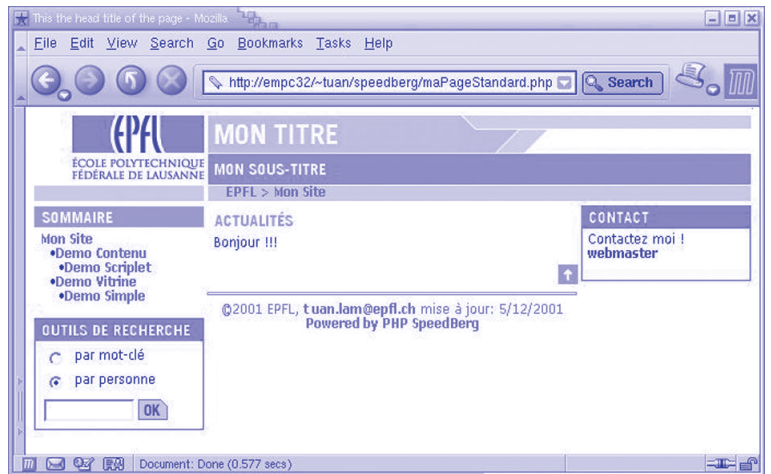 This the head title of the page - Mozilla
File Edit View Search Go Bookmarks Tasks Help
http://empc32/~tuan/speedberg/maPageStandard.php Search
EPFL
ÉCOLE POLYTECHNIQUE
FÉDÉRALE DE LAUSANNE
MON TITRE
MON SOUS-TITRE
EPFL > Mon Site
SOMMAIRE
Mon Site
•Demo Contenu
•Demo Scriplet
•Demo Vitrine
•Demo Simple
OUTILS DE RECHERCHE
par mot-clé
par personne
OK
ACTUALITÉS
Bonjour !!!
©2001 EPFL, tuan.lam@epfl.ch mise à jour: 5/12/2001
Powered by PHP SpeedBerg
CONTACT
Contactez moi !
webmaster
Document: Done (0.577 secs)